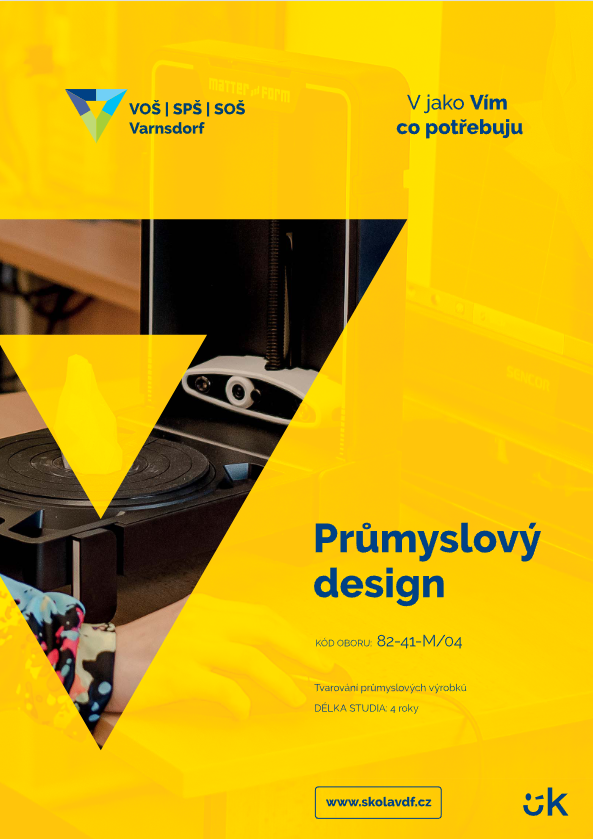 matter and form
VOŠ | SPŠ | SOŠ
Varnsdorf
V jako Vím
co potřebuju
SENCOR
Průmyslový
design
KÓD OBORU: 82-41-M/04
Tvarování průmyslových výrobků
DÉLKA STUDIA: 4 roky
www.skolavdf.cz
úk